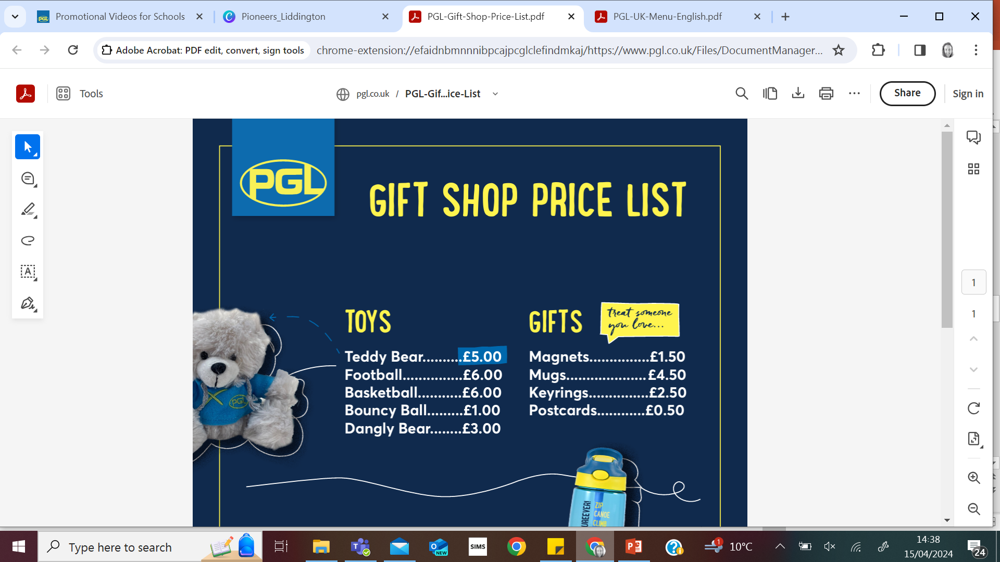 Promotional Videos for Schools
Pioneers_Liddington
PGL-Gift-Shop-Price-List.pdf
PGL-UK-Menu-English.pdf
Adobe Acrobat: PDF edit, convert, sign tools
chrome-extension://efaidnbmnnnibpcajpcglclefindmkaj/https://www.pgl.co.uk/Files/DocumentManager...
Tools
pgl.co.uk / PGL-Gif...ice-List
Share
Sign in
PGL
GIFT SHOP PRICE LIST
TOYS
Teddy Bear..........£5.00
Football...............£6.00
Basketball...........£6.00
Bouncy Ball.........£1.00
Dangly Bear........£3.00
GIFTS
treat someone
you love...
Magnets...............£1.50
Mugs....................£4.50
Keyrings...............£2.50
Postcards............£0.50
PGL
ZIP
CANOE
CLIMB
1
1
Type here to search
NEW
SIMS
1
10°C
14:38
15/04/2024
24